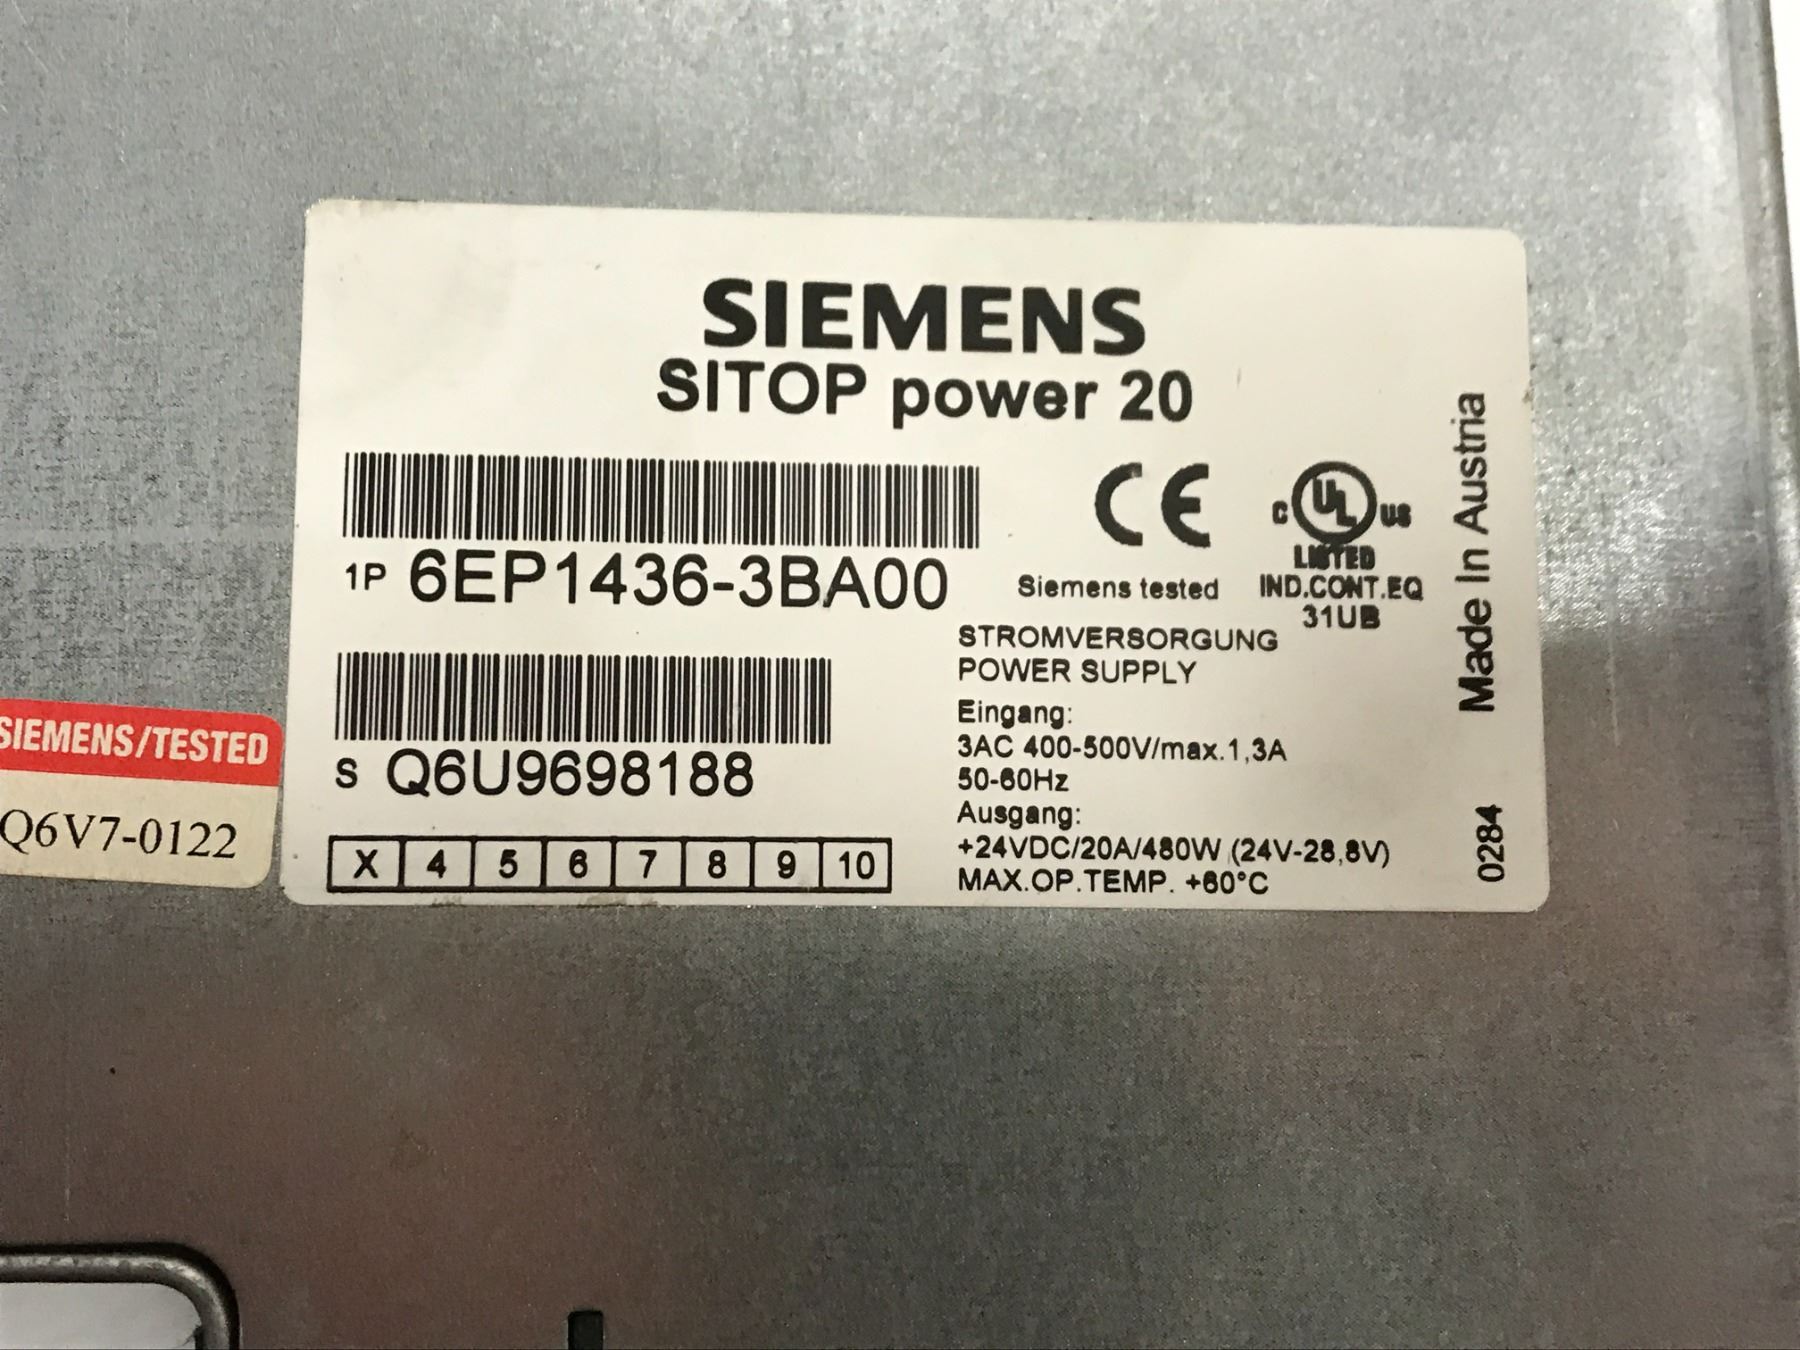 SIEMENS
SITOP power 20
1P 6EP1436-3BA00
S Q6U9698188
X 4 5 6 7 8 9 10
CE
Siemens tested
C UL US
LISTED
IND.CONT.EQ
31UB
STROMVERSORGUNG
POWER SUPPLY
Eingang:
3AC 400-500V/max.1,3A
50-60Hz
Ausgang:
+24VDC/20A/480W (24V-28,8V)
MAX.OP.TEMP. +60°C
Made In Austria
0284
SIEMENS/TESTED
Q6V7-0122